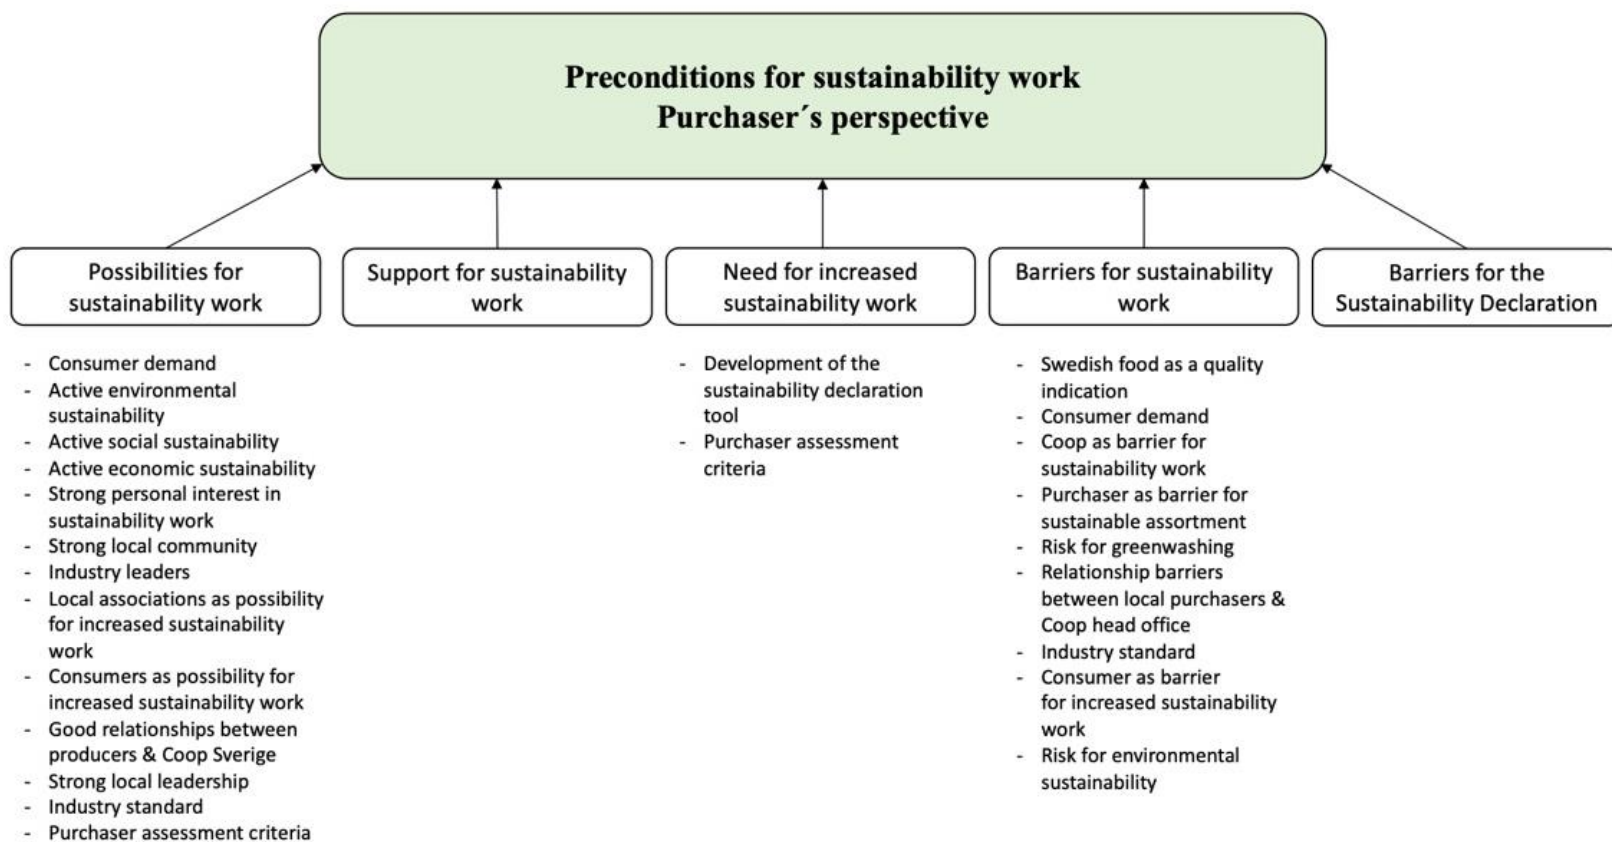 Preconditions for sustainability work
Purchaser´s perspective
Possibilities for
sustainability work
Support for sustainability
work
Need for increased
sustainability work
Barriers for sustainability
work
Barriers for the
Sustainability Declaration
- Consumer demand
- Active environmental
sustainability
- Active social sustainability
- Active economic sustainability
- Strong personal interest in
sustainability work
- Strong local community
- Industry leaders
- Local associations as possibility
for increased sustainability
work
- Consumers as possibility for
increased sustainability work
- Good relationships between
producers & Coop Sverige
- Strong local leadership
- Industry standard
- Purchaser assessment criteria
- Development of the
sustainability declaration
tool
- Purchaser assessment
criteria
- Swedish food as a quality
indication
- Consumer demand
- Coop as barrier for
sustainability work
- Purchaser as barrier for
sustainable assortment
- Risk for greenwashing
- Relationship barriers
between local purchasers &
Coop head office
- Industry standard
- Consumer as barrier
for increased sustainability
work
- Risk for environmental
sustainability